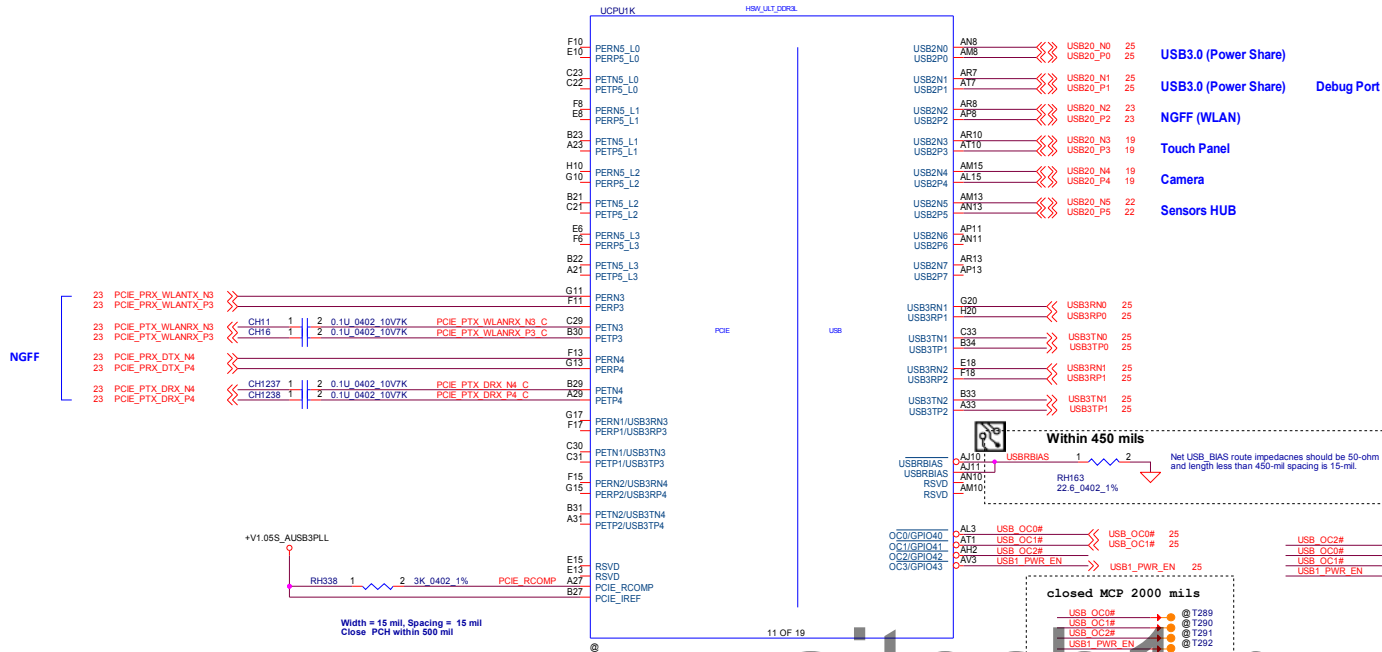 UCPU1K
HSW_ULT_DDR3L
F10 PERN5_L0
E10 PERP5_L0
C23 PETN5_L0
C22 PETP5_L0
F8 PERN5_L1
E8 PERP5_L1
B23 PETN5_L1
A23 PETP5_L1
H10 PERN5_L2
G10 PERP5_L2
B21 PETN5_L2
C21 PETP5_L2
E6 PERN5_L3
F6 PERP5_L3
B22 PETN5_L3
A21 PETP5_L3
NGFF
23 PCIE_PRX_WLANTX_N3 G11 PERN3
23 PCIE_PRX_WLANTX_P3 F11 PERP3
23 PCIE_PTX_WLANRX_N3 CH11 1 2 0.1U_0402_10V7K PCIE_PTX_WLANRX_N3_C C29 PETN3
23 PCIE_PTX_WLANRX_P3 CH16 1 2 0.1U_0402_10V7K PCIE_PTX_WLANRX_P3_C B30 PETP3
23 PCIE_PRX_DTX_N4 F13 PERN4
23 PCIE_PRX_DTX_P4 G13 PERP4
23 PCIE_PTX_DRX_N4 CH1237 1 2 0.1U_0402_10V7K PCIE_PTX_DRX_N4_C B29 PETN4
23 PCIE_PTX_DRX_P4 CH1238 1 2 0.1U_0402_10V7K PCIE_PTX_DRX_P4_C A29 PETP4
G17 PERN1/USB3RN3
F17 PERP1/USB3RP3
C30 PETN1/USB3TN3
C31 PETP1/USB3TP3
F15 PERN2/USB3RN4
G15 PERP2/USB3RP4
B31 PETN2/USB3TN4
A31 PETP2/USB3TP4
+V1.05S_AUSB3PLL
E15 RSVD
E13 RSVD
RH338 1 2 3K_0402_1% PCIE_RCOMP A27 PCIE_RCOMP
B27 PCIE_IREF
Width = 15 mil, Spacing = 15 mil
Close PCH within 500 mil
PCIE
USB
USB2N0 AN8 USB20_N0 25
USB2P0 AM8 USB20_P0 25
USB3.0 (Power Share)
USB2N1 AR7 USB20_N1 25
USB2P1 AT7 USB20_P1 25
USB3.0 (Power Share) Debug Port
USB2N2 AR8 USB20_N2 23
USB2P2 AP8 USB20_P2 23
NGFF (WLAN)
USB2N3 AR10 USB20_N3 19
USB2P3 AT10 USB20_P3 19
Touch Panel
USB2N4 AM15 USB20_N4 19
USB2P4 AL15 USB20_P4 19
Camera
USB2N5 AM13 USB20_N5 22
USB2P5 AN13 USB20_P5 22
Sensors HUB
USB2N6 AP11
USB2P6 AN11
USB2N7 AR13
USB2P7 AP13
USB3RN1 G20 USB3RN0 25
USB3RP1 H20 USB3RP0 25
USB3TN1 C33 USB3TN0 25
USB3TP1 B34 USB3TP0 25
USB3RN2 E18 USB3RN1 25
USB3RP2 F18 USB3RP1 25
USB3TN2 B33 USB3TN1 25
USB3TP2 A33 USB3TP1 25
Within 450 mils
USBRBIAS AJ10 USBRBIAS 1 2
USBRBIAS AJ11
RSVD AN10
RSVD AM10
RH163
22.6_0402_1%
Net USB_BIAS route impedacnes should be 50-ohm
and length less than 450-mil spacing is 15-mil.
OC0/GPIO40 AL3 USB_OC0# USB_OC0# 25
OC1/GPIO41 AT1 USB_OC1# USB_OC1# 25
OC2/GPIO42 AH2 USB_OC2#
OC3/GPIO43 AV3 USB1_PWR_EN USB1_PWR_EN 25
USB_OC2#
USB_OC0#
USB_OC1#
USB1_PWR_EN
closed MCP 2000 mils
USB_OC0# @ T289
USB_OC1# @ T290
USB_OC2# @ T291
USB1_PWR_EN @ T292
11 OF 19
@